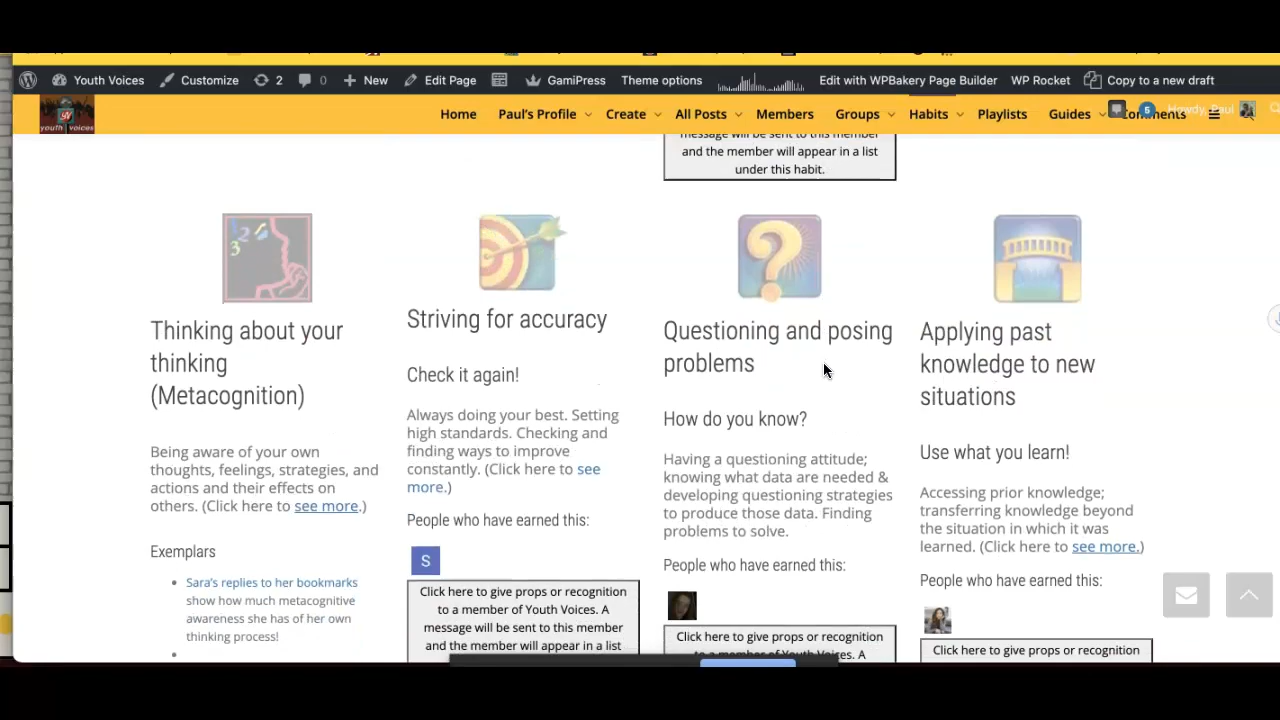 Youth Voices Customize 2 0 New Edit Page GamiPress Theme options Edit with WPBakery Page Builder WP Rocket Copy to a new draft
youth voices Home Paul's Profile Create All Posts Members Groups Habits Playlists Guides Comments 5 Howdy, Paul
message will be sent to this member
and the member will appear in a list
under this habit.
Thinking about your
thinking
(Metacognition)
Being aware of your own
thoughts, feelings, strategies, and
actions and their effects on
others. (Click here to see more.)
Exemplars
Sara's replies to her bookmarks
show how much metacognitive
awareness she has of her own
thinking process!
Striving for accuracy
Check it again!
Always doing your best. Setting
high standards. Checking and
finding ways to improve
constantly. (Click here to see
more.)
People who have earned this:
S
Click here to give props or recognition
to a member of Youth Voices. A
message will be sent to this member
and the member will appear in a list
Questioning and posing
problems
How do you know?
Having a questioning attitude;
knowing what data are needed &
developing questioning strategies
to produce those data. Finding
problems to solve.
People who have earned this:
Click here to give props or recognition
to a member of Youth Voices. A
Applying past
knowledge to new
situations
Use what you learn!
Accessing prior knowledge;
transferring knowledge beyond
the situation in which it was
learned. (Click here to see more.)
People who have earned this:
Click here to give props or recognition